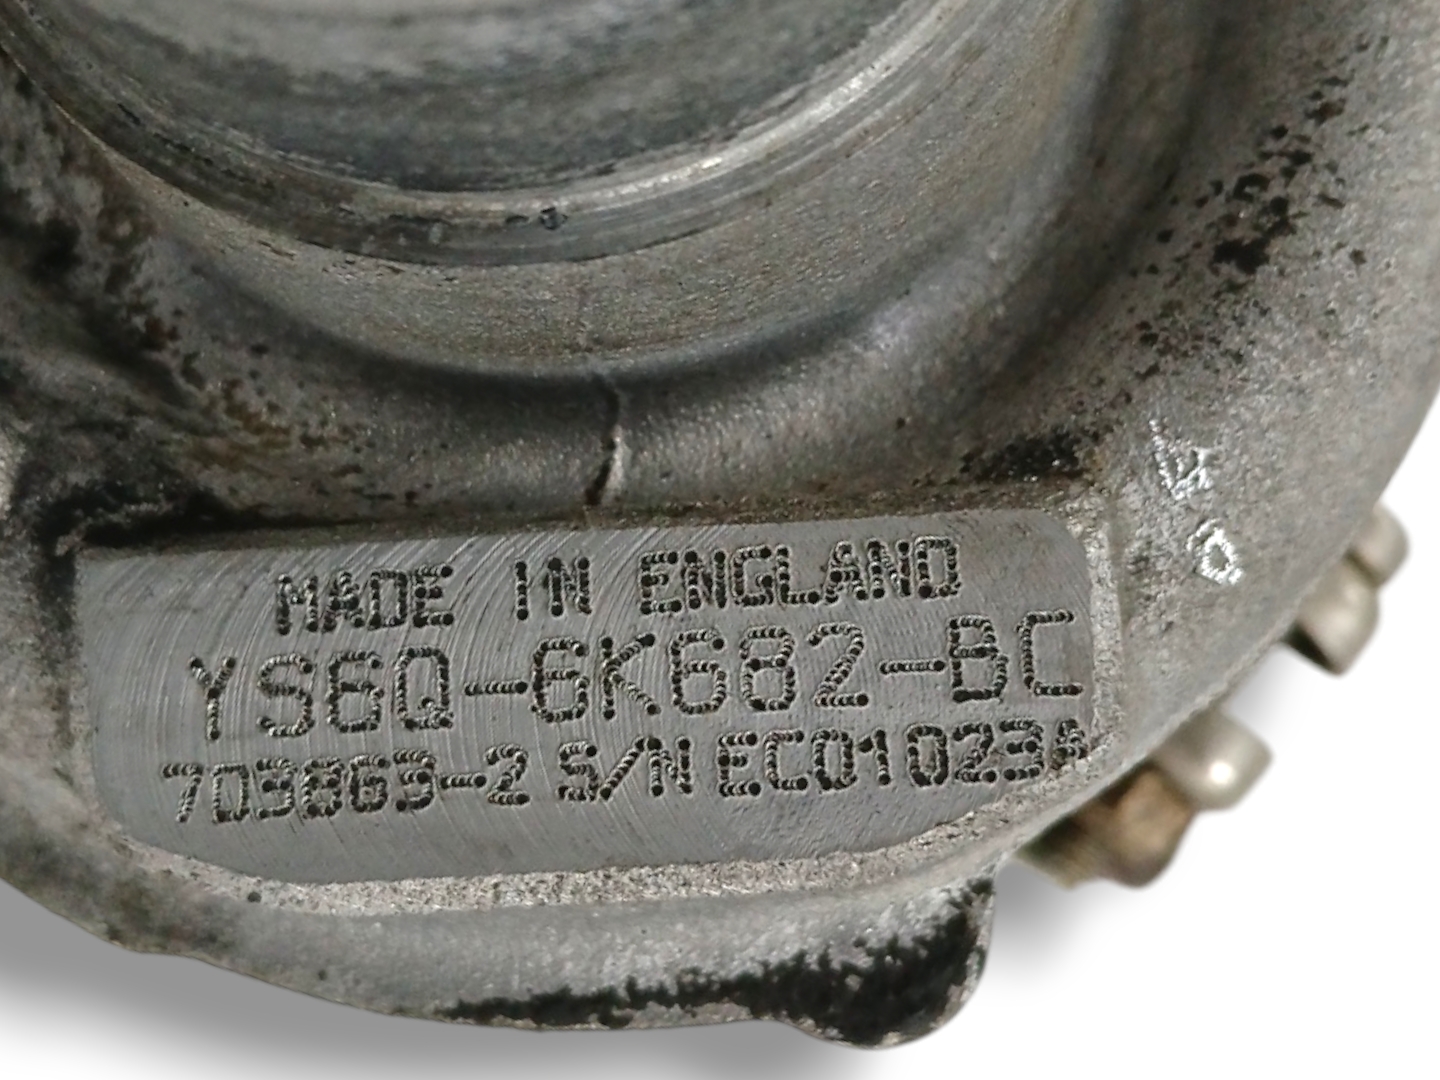 MADE IN ENGLAND
YS6Q-6K682-BC
703863-2 S/N EC01023A